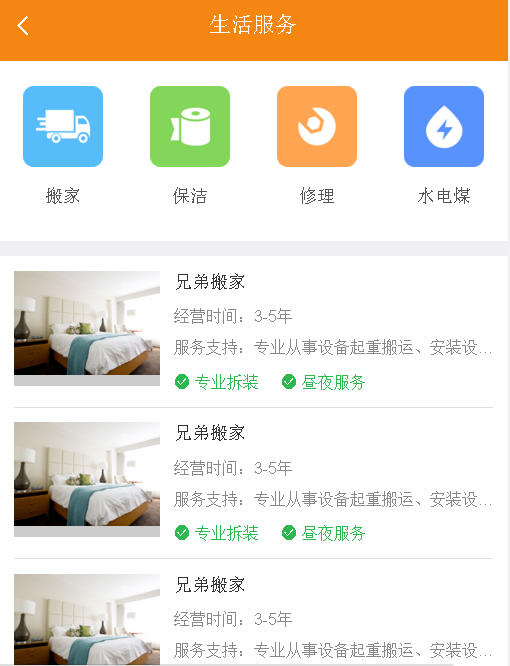 生活服务
搬家 保洁 修理 水电煤
兄弟搬家
经营时间：3-5年
服务支持：专业从事设备起重搬运、安装设...
专业拆装 昼夜服务
兄弟搬家
经营时间：3-5年
服务支持：专业从事设备起重搬运、安装设...
专业拆装 昼夜服务
兄弟搬家
经营时间：3-5年
服务支持：专业从事设备起重搬运、安装设...